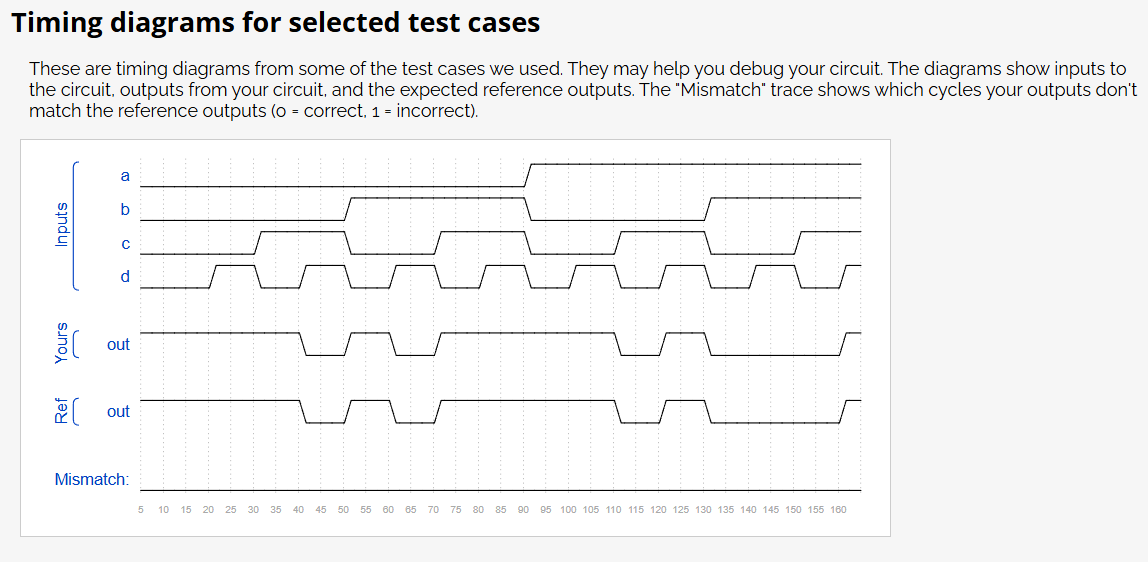 Timing diagrams for selected test cases
These are timing diagrams from some of the test cases we used. They may help you debug your circuit. The diagrams show inputs to
the circuit, outputs from your circuit, and the expected reference outputs. The "Mismatch" trace shows which cycles your outputs don't
match the reference outputs (0 = correct, 1 = incorrect).
Inputs
a
b
c
d
Yours
out
Ref
out
Mismatch:
5 10 15 20 25 30 35 40 45 50 55 60 65 70 75 80 85 90 95 100 105 110 115 120 125 130 135 140 145 150 155 160